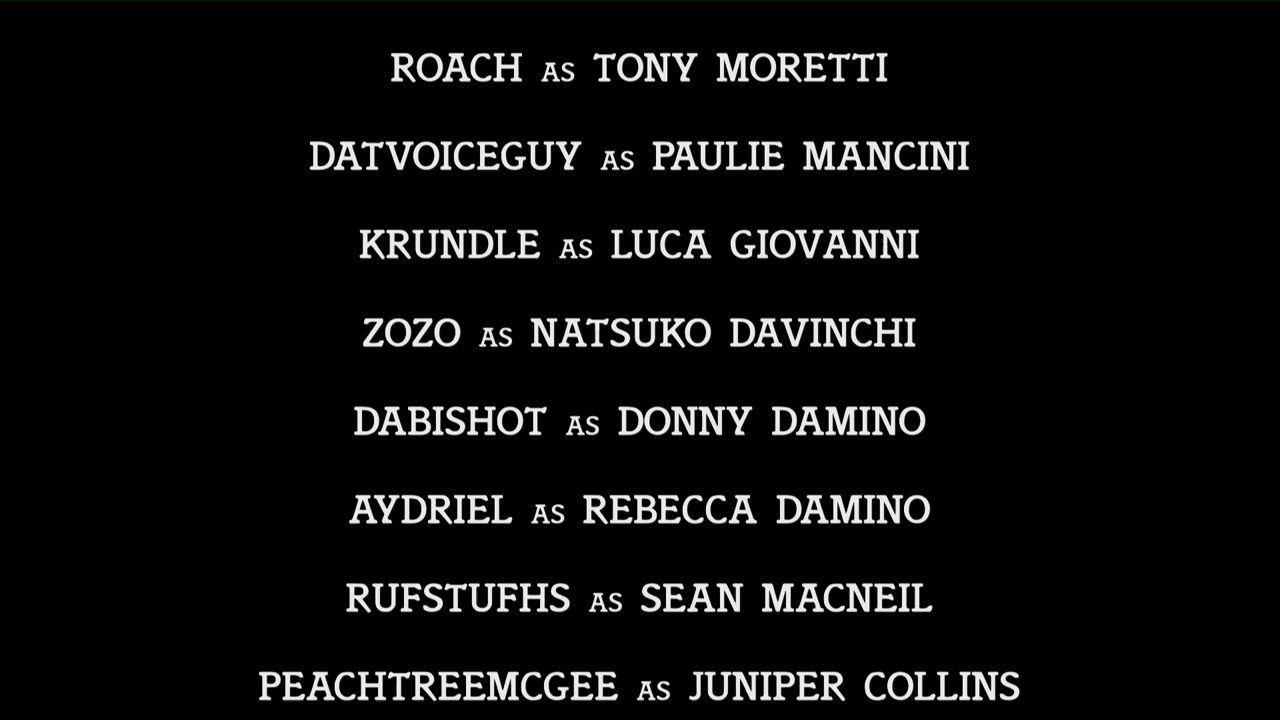 ROACH AS TONY MORETTI
DATVOICEGUY AS PAULIE MANCINI
KRUNDLE AS LUCA GIOVANNI
ZOZO AS NATSUKO DAVINCHI
DABISHOT AS DONNY DAMINO
AYDRIEL AS REBECCA DAMINO
RUFSTUFHS AS SEAN MACNEIL
PEACHTREEMCGEE AS JUNIPER COLLINS